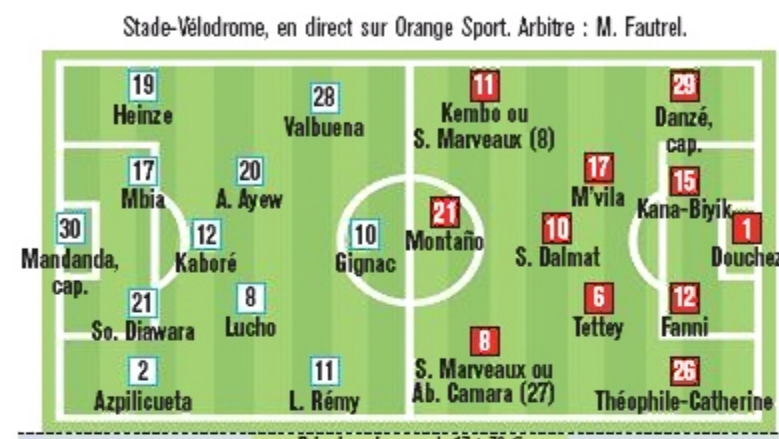 Stade-Vélodrome, en direct sur Orange Sport. Arbitre : M. Fautrel.
19
Heinze
28
Valbuena
11
Kembo ou
S. Marveaux (8)
29
Danzé,
cap.
17
Mbia
20
A. Ayew
17
M'vila
15
Kana-Biyik
30
Mandanda,
cap.
12
Kaboré
10
Gignac
21
Montaño
10
S. Dalmat
1
Douchez
21
So. Diawara
8
Lucho
6
Tettey
12
Fanni
2
Azpilicueta
11
L. Rémy
8
S. Marveaux ou
Ab. Camara (27)
26
Théophile-Catherine